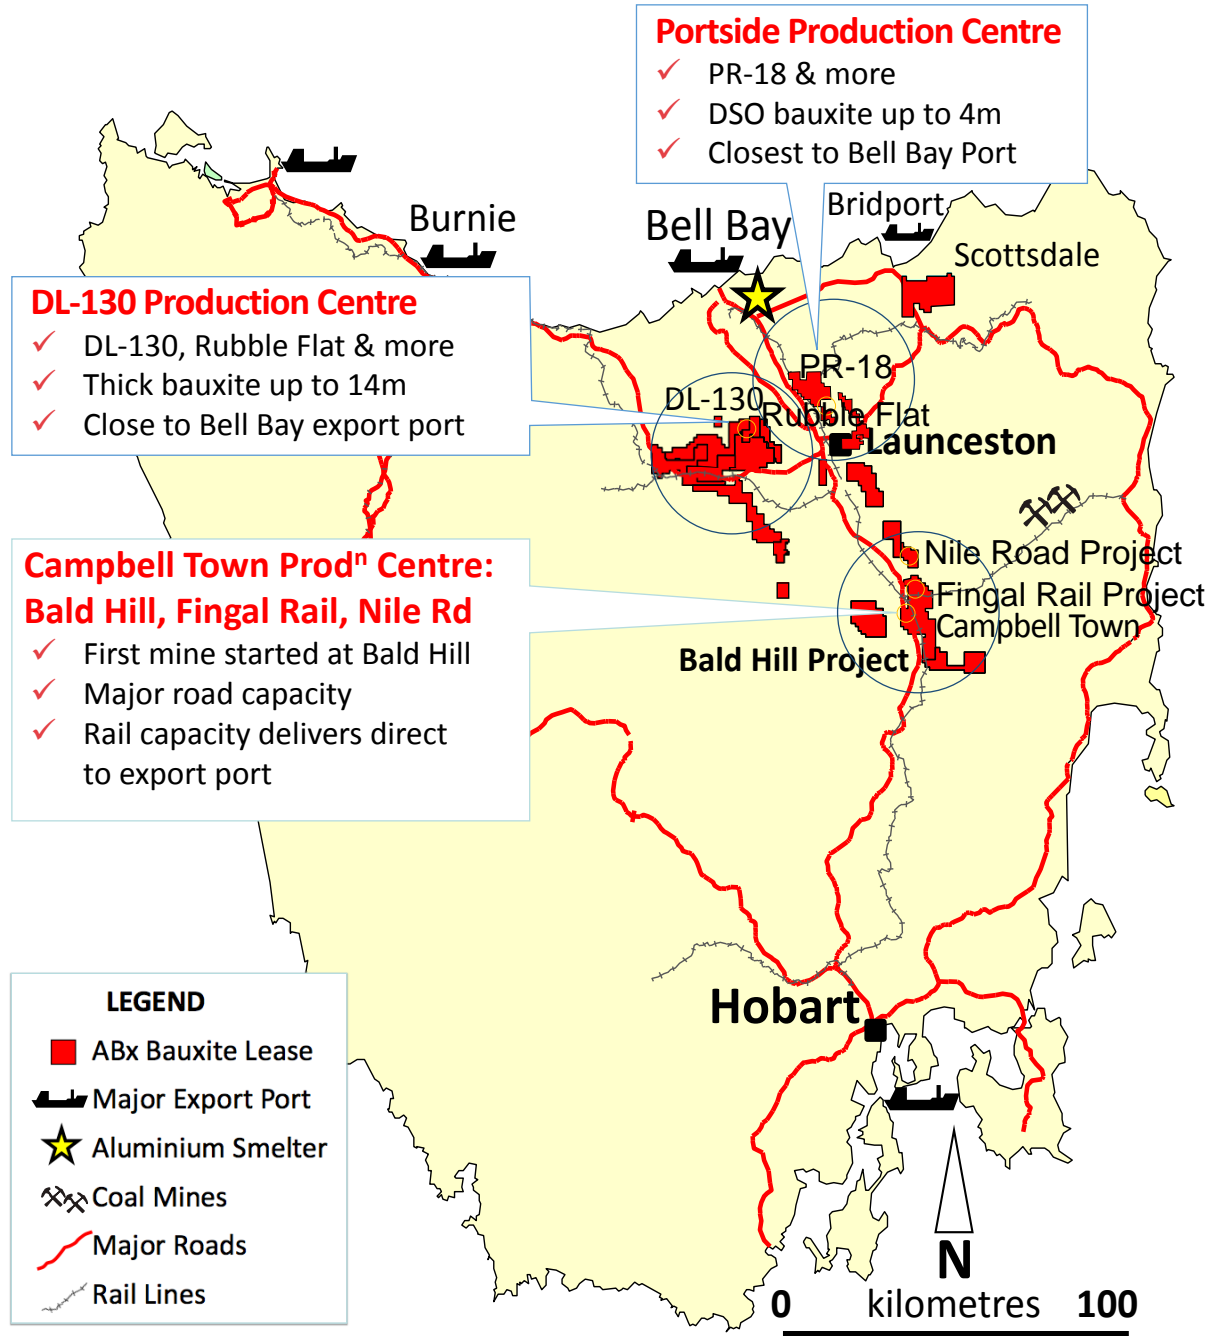 Portside Production Centre
✓ PR-18 & more
✓ DSO bauxite up to 4m
✓ Closest to Bell Bay Port
Burnie
Bell Bay
Bridport
Scottsdale
DL-130 Production Centre
✓ DL-130, Rubble Flat & more
✓ Thick bauxite up to 14m
✓ Close to Bell Bay export port
PR-18
DL-130
Rubble Flat
Launceston
Campbell Town Prodⁿ Centre:
Bald Hill, Fingal Rail, Nile Rd
✓ First mine started at Bald Hill
✓ Major road capacity
✓ Rail capacity delivers direct
to export port
Nile Road Project
Fingal Rail Project
Campbell Town
Bald Hill Project
Hobart
LEGEND
ABx Bauxite Lease
Major Export Port
Aluminium Smelter
Coal Mines
Major Roads
Rail Lines
N
0 kilometres 100